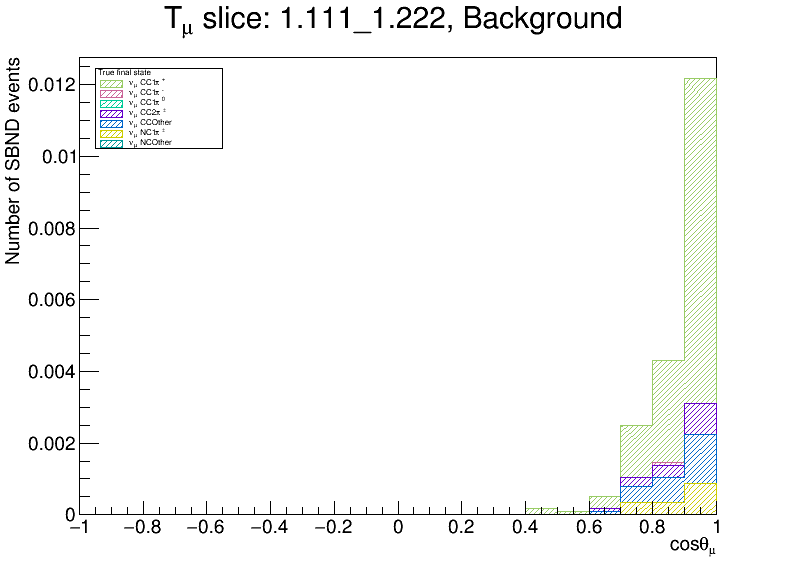 Tμ slice: 1.111_1.222, Background
Number of SBND events
True final state
νμ CC1π⁺
νμ CC1π⁻
νμ CC1π⁰
νμ CC2π±
νμ CCOther
νμ NC1π±
νμ NCOther
0.012
0.01
0.008
0.006
0.004
0.002
0
−1 −0.8 −0.6 −0.4 −0.2 0 0.2 0.4 0.6 0.8 1
cosθμ